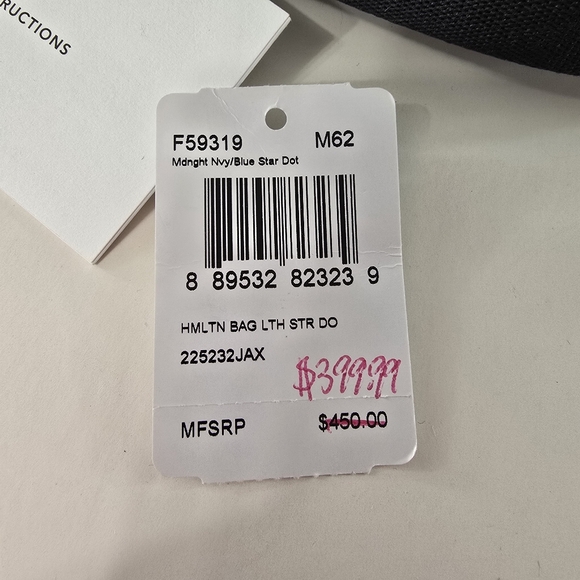 RUCTIONS
F59319 M62
Mdnght Nvy/Blue Star Dot
8 89532 82323 9
HMLTN BAG LTH STR DO
225232JAX
$399.99
MFSRP $450.00